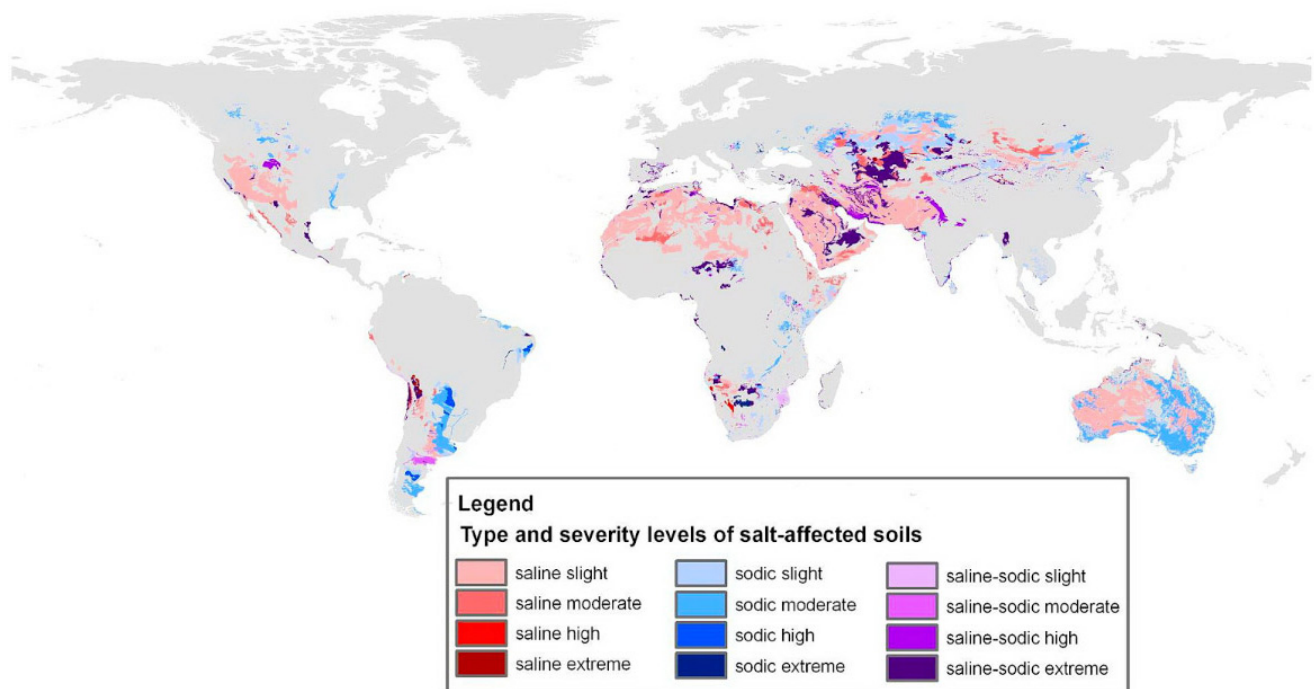 Legend
Type and severity levels of salt-affected soils
saline slight
saline moderate
saline high
saline extreme
sodic slight
sodic moderate
sodic high
sodic extreme
saline-sodic slight
saline-sodic moderate
saline-sodic high
saline-sodic extreme